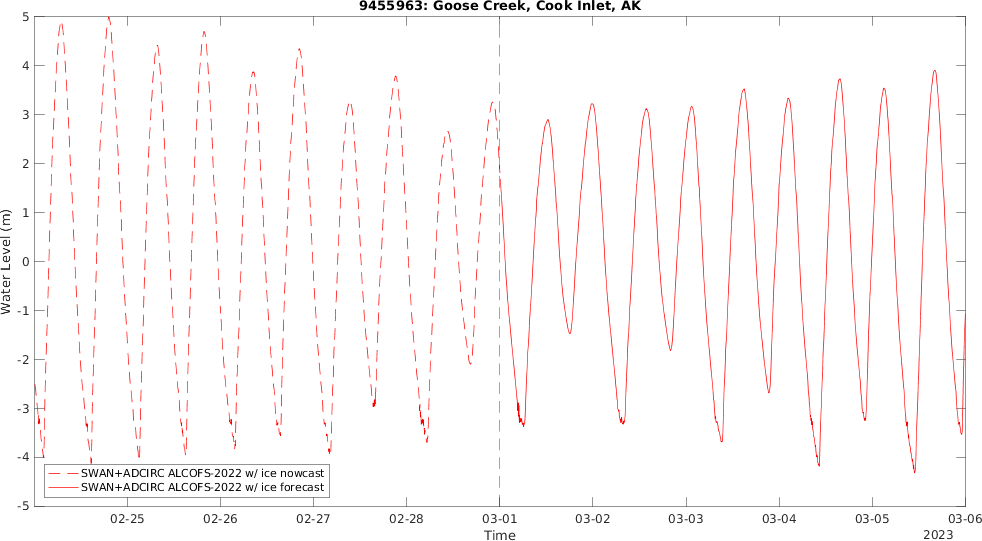 9455963: Goose Creek, Cook Inlet, AK
5
4
3
2
1
0
-1
-2
-3
-4
-5
Water Level (m)
SWAN+ADCIRC ALCOFS-2022 w/ ice nowcast
SWAN+ADCIRC ALCOFS-2022 w/ ice forecast
02-25 02-26 02-27 02-28 03-01 03-02 03-03 03-04 03-05 03-06
Time
2023